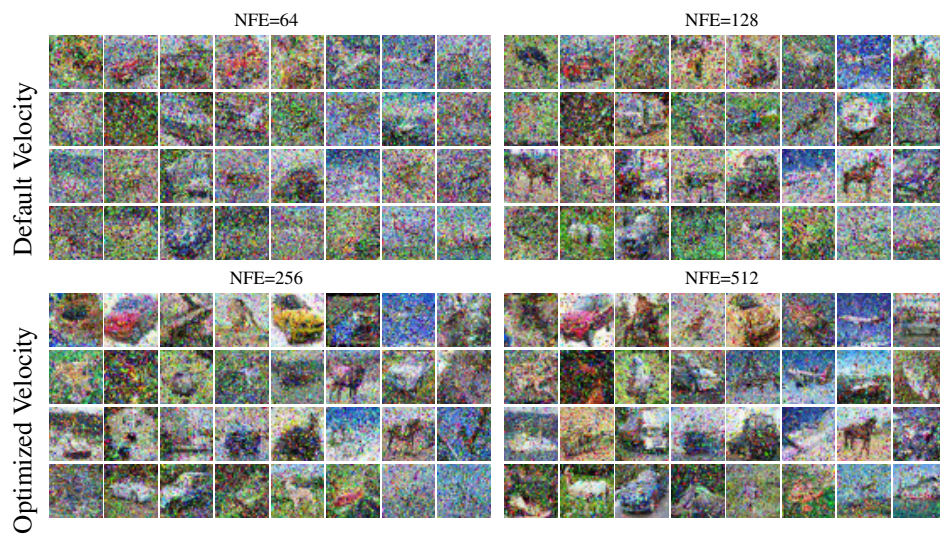 NFE=64
NFE=128
Default Velocity
NFE=256
NFE=512
Optimized Velocity